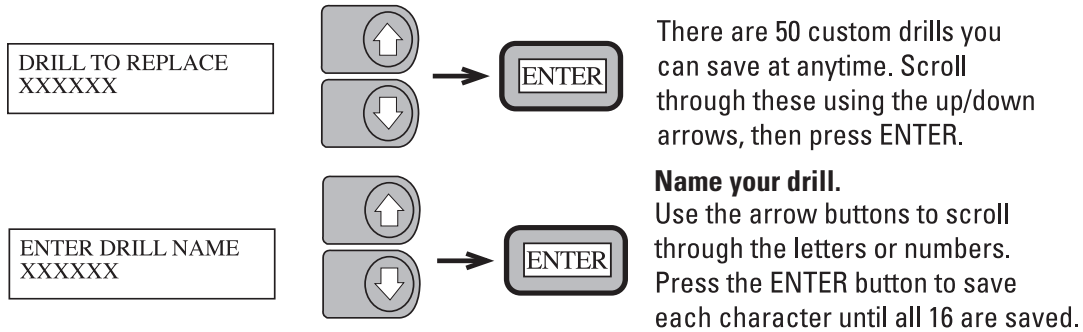 DRILL TO REPLACE
XXXXXX
ENTER
There are 50 custom drills you
can save at anytime. Scroll
through these using the up/down
arrows, then press ENTER.
ENTER DRILL NAME
XXXXXX
ENTER
Name your drill.
Use the arrow buttons to scroll
through the letters or numbers.
Press the ENTER button to save
each character until all 16 are saved.